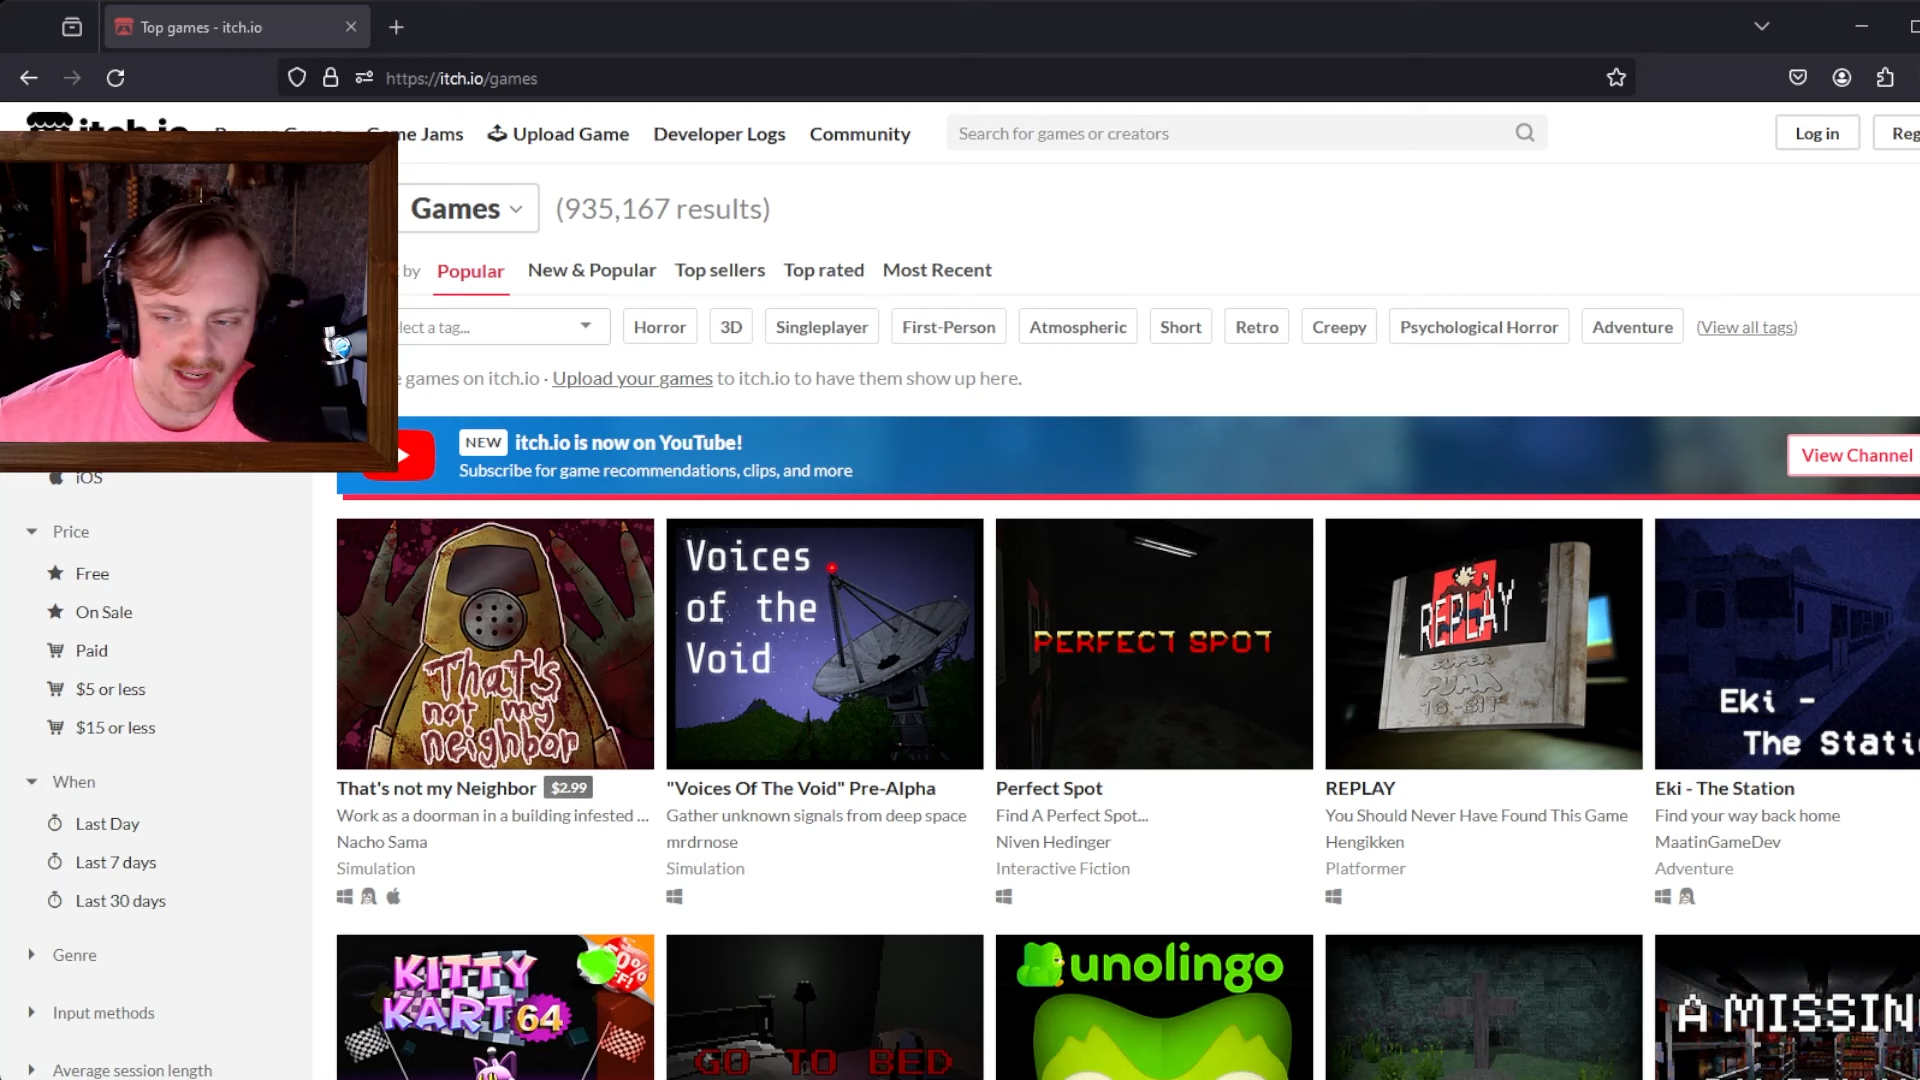 Top games - itch.io
https://itch.io/games
itch.io
Browse Games
Game Jams
Upload Game
Developer Logs
Community
Search for games or creators
Log in
Games
(935,167 results)
by
Popular
New & Popular
Top sellers
Top rated
Most Recent
elect a tag...
Horror
3D
Singleplayer
First-Person
Atmospheric
Short
Retro
Creepy
Psychological Horror
Adventure
(View all tags)
games on itch.io · Upload your games to itch.io to have them show up here.
NEW itch.io is now on YouTube!
Subscribe for game recommendations, clips, and more
View Channel
iOS
Price
Free
On Sale
Paid
$5 or less
$15 or less
When
Last Day
Last 7 days
Last 30 days
Genre
Input methods
Average session length
That's
not my
neighbor
That's not my Neighbor $2.99
Work as a doorman in a building infested ...
Nacho Sama
Simulation
Voices
of the
Void
"Voices Of The Void" Pre-Alpha
Gather unknown signals from deep space
mrdrnose
Simulation
PERFECT SPOT
Perfect Spot
Find A Perfect Spot...
Niven Hedinger
Interactive Fiction
REPLAY
SUPER
PUMA
16-BIT
REPLAY
You Should Never Have Found This Game
Hengikken
Platformer
Eki -
The Stati
Eki - The Station
Find your way back home
MaatinGameDev
Adventure
KITTY
KART 64
GO TO BED
unolingo
A MISSIN